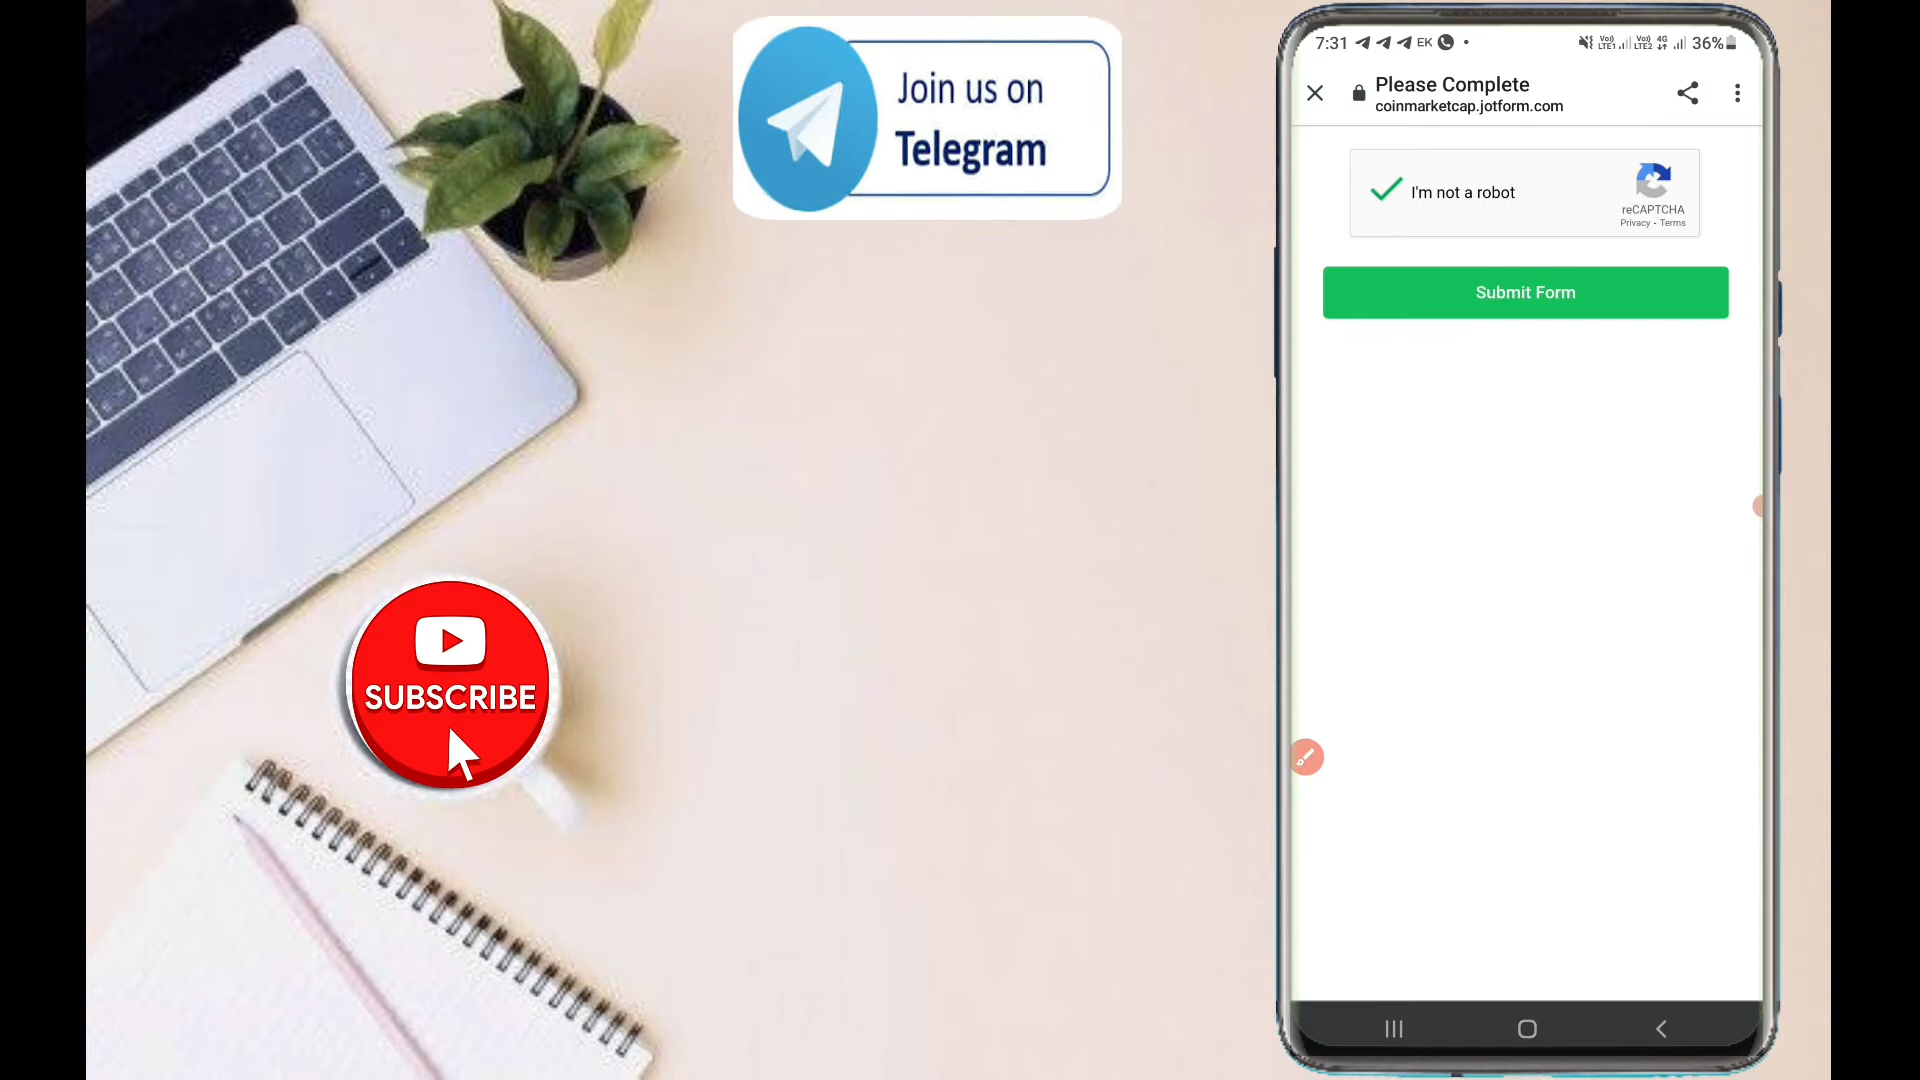 Join us on
Telegram
SUBSCRIBE
7:31 EK 36%
Please Complete
coinmarketcap.jotform.com
I'm not a robot
reCAPTCHA
Privacy - Terms
Submit Form